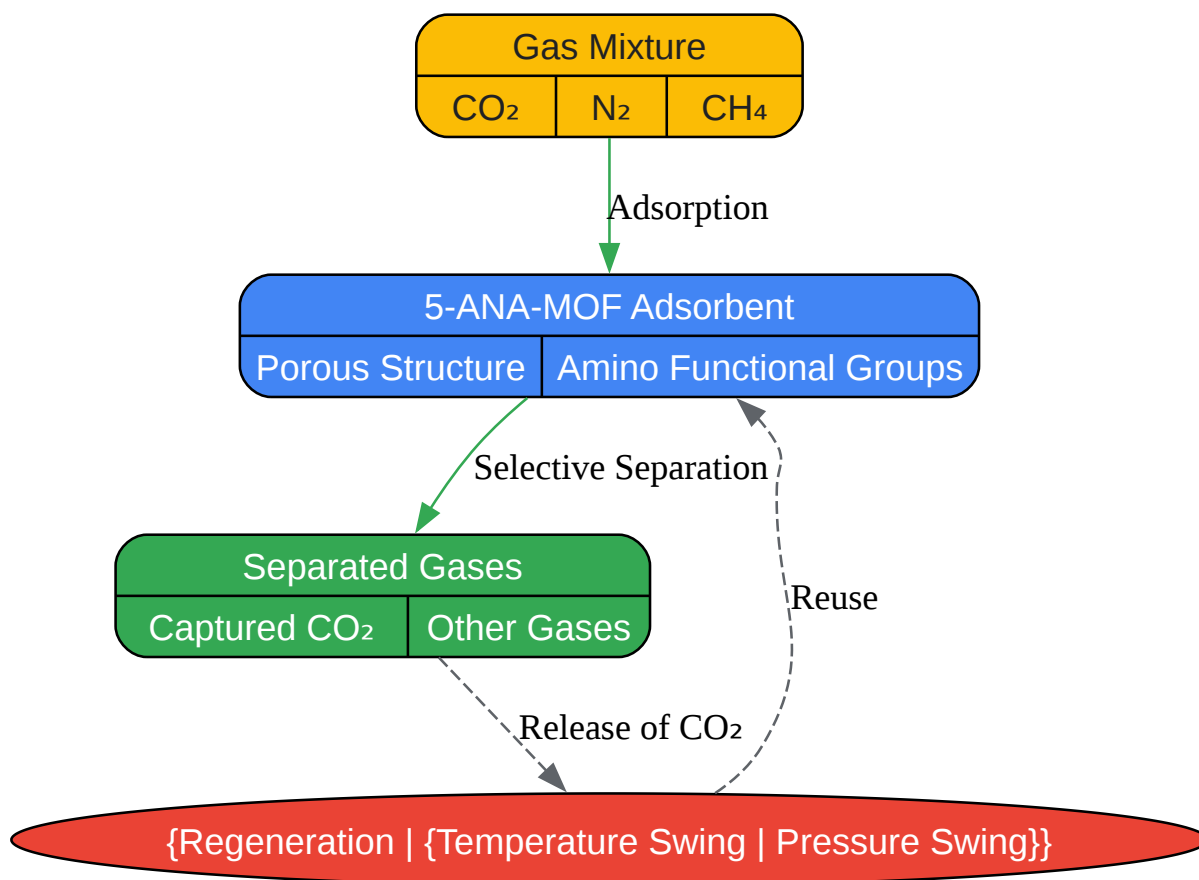 Gas Mixture
CO₂ N₂ CH₄
Adsorption
5-ANA-MOF Adsorbent
Porous Structure Amino Functional Groups
Selective Separation
Separated Gases
Captured CO₂ Other Gases
Reuse
Release of CO₂
{Regeneration | {Temperature Swing | Pressure Swing}}